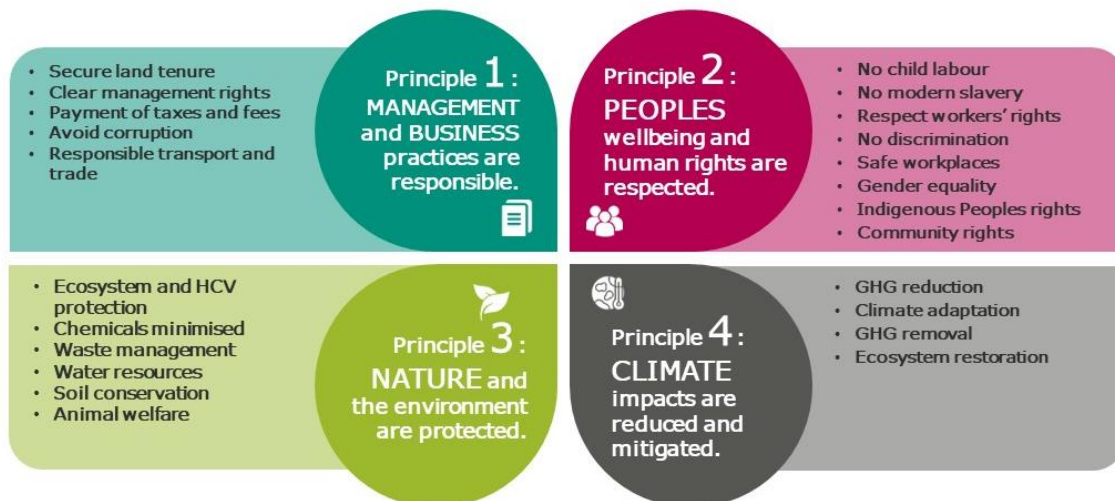 • Secure land tenure
• Clear management rights
• Payment of taxes and fees
• Avoid corruption
• Responsible transport and
trade
Principle 1 :
MANAGEMENT
and BUSINESS
practices are
responsible.
Principle 2 :
PEOPLES
wellbeing and
human rights are
respected.
• No child labour
• No modern slavery
• Respect workers’ rights
• No discrimination
• Safe workplaces
• Gender equality
• Indigenous Peoples rights
• Community rights
• Ecosystem and HCV
protection
• Chemicals minimised
• Waste management
• Water resources
• Soil conservation
• Animal welfare
Principle 3 :
NATURE and
the environment
are protected.
Principle 4 :
CLIMATE
impacts are
reduced and
mitigated.
• GHG reduction
• Climate adaptation
• GHG removal
• Ecosystem restoration